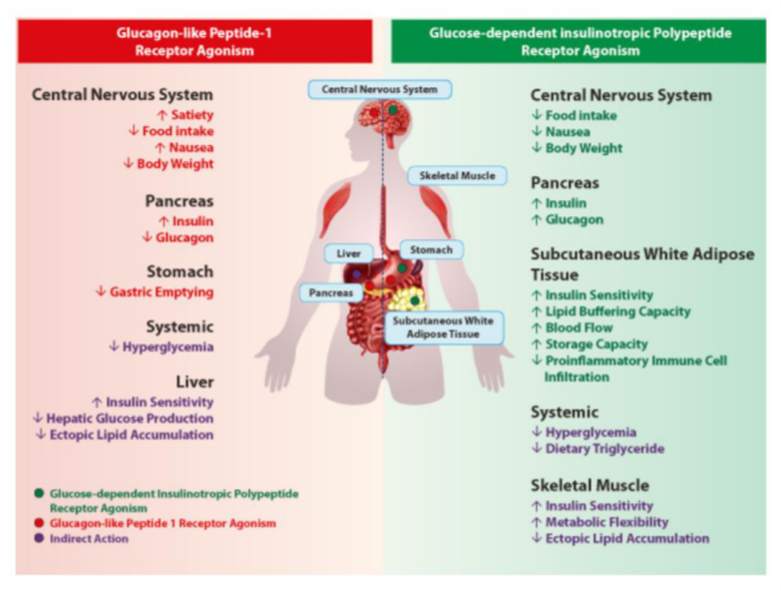 Glucagon-like Peptide-1
Receptor Agonism
Glucose-dependent insulinotropic Polypeptide
Receptor Agonism
Central Nervous System
↑ Satiety
↓ Food intake
↑ Nausea
↓ Body Weight
Pancreas
↑ Insulin
↓ Glucagon
Stomach
↓ Gastric Emptying
Systemic
↓ Hyperglycemia
Liver
↑ Insulin Sensitivity
↓ Hepatic Glucose Production
↓ Ectopic Lipid Accumulation
Glucose-dependent Insulinotropic Polypeptide
Receptor Agonism
Glucagon-like Peptide 1 Receptor Agonism
Indirect Action
Central Nervous System
Skeletal Muscle
Liver
Stomach
Pancreas
Subcutaneous White
Adipose Tissue
Central Nervous System
↓ Food intake
↓ Nausea
↓ Body Weight
Pancreas
↑ Insulin
↑ Glucagon
Subcutaneous White Adipose
Tissue
↑ Insulin Sensitivity
↑ Lipid Buffering Capacity
↑ Blood Flow
↑ Storage Capacity
↓ Proinflammatory Immune Cell
Infiltration
Systemic
↓ Hyperglycemia
↓ Dietary Triglyceride
Skeletal Muscle
↑ Insulin Sensitivity
↑ Metabolic Flexibility
↓ Ectopic Lipid Accumulation